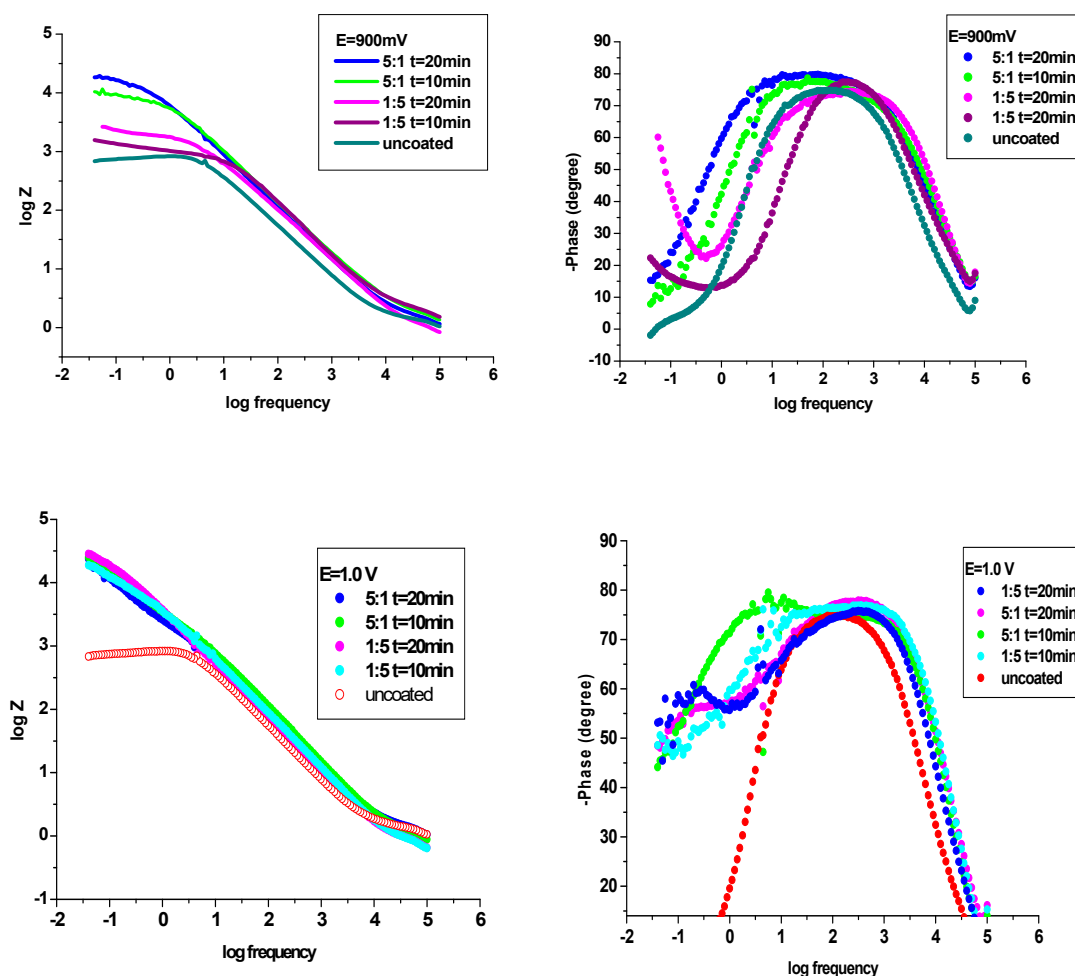 E=900mV
5:1 t=20min
5:1 t=10min
1:5 t=20min
1:5 t=10min
uncoated
5
4
3
2
1
0
log Z
-2 -1 0 1 2 3 4 5 6
log frequency
E=900mV
5:1 t=20min
5:1 t=10min
1:5 t=20min
1:5 t=20min
uncoated
90
80
70
60
50
40
30
20
10
0
-10
-Phase (degree)
-2 -1 0 1 2 3 4 5 6
log frequency
E=1.0 V
5:1 t=20min
5:1 t=10min
1:5 t=20min
1:5 t=10min
uncoated
5
4
3
2
1
0
-1
log Z
-2 -1 0 1 2 3 4 5 6
log frequency
E=1.0 V
1:5 t=20min
5:1 t=20min
5:1 t=10min
1:5 t=10min
uncoated
90
80
70
60
50
40
30
20
-Phase (degree)
-2 -1 0 1 2 3 4 5 6
log frequency